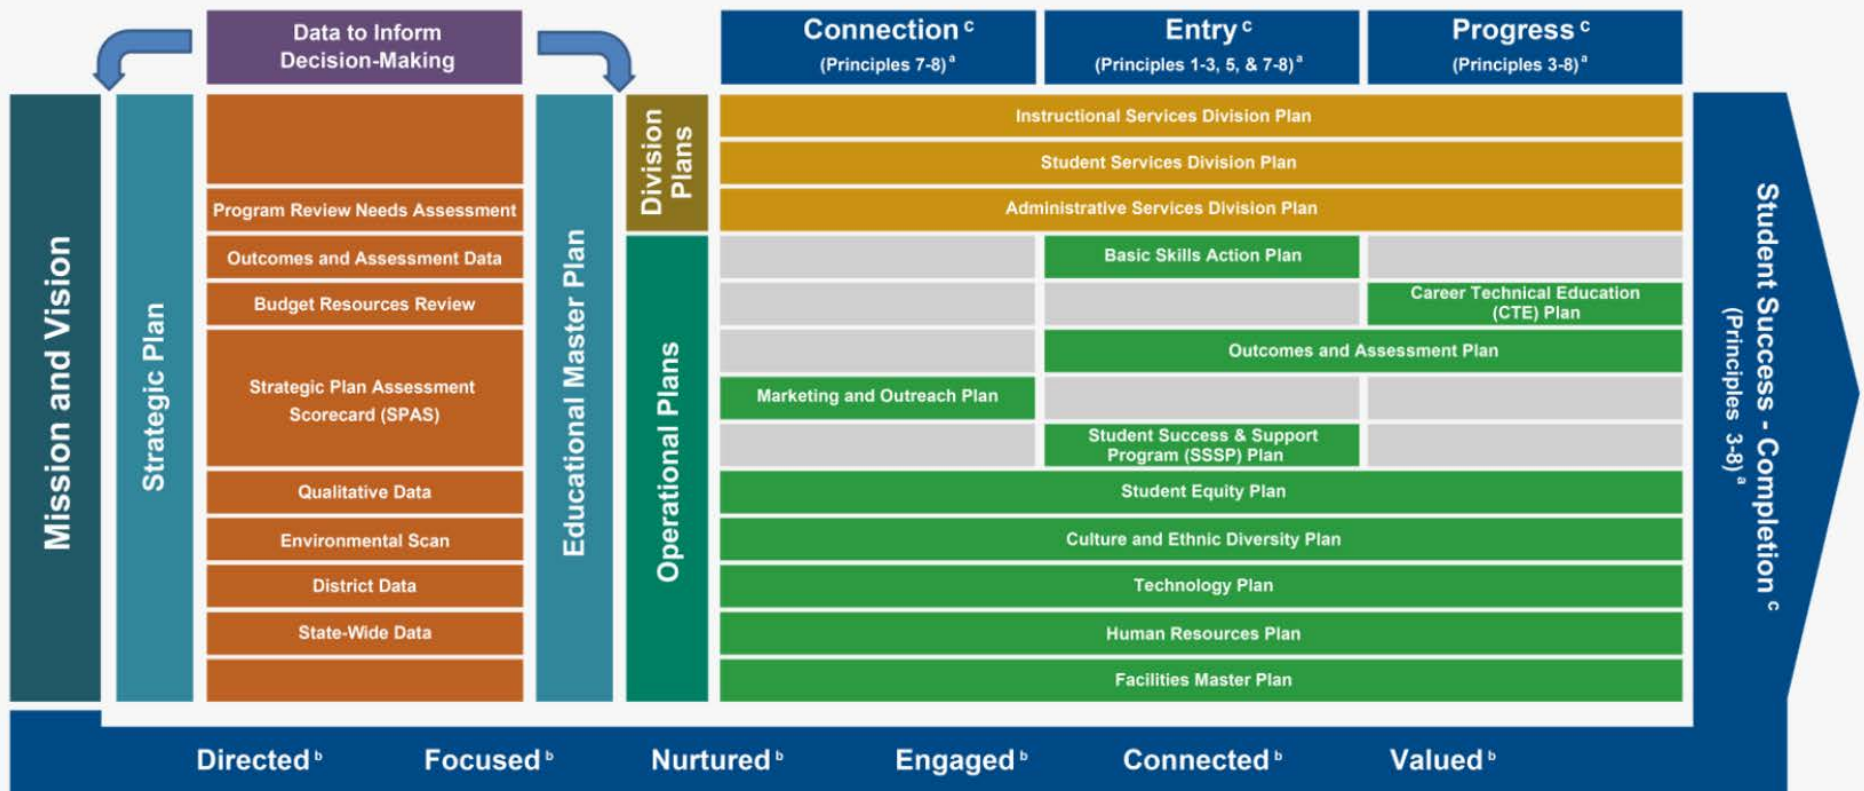 Data to Inform
Decision-Making
Connection c
(Principles 7-8) a
Entry c
(Principles 1-3, 5, & 7-8) a
Progress c
(Principles 3-8) a
Mission and Vision
Strategic Plan
Program Review Needs Assessment
Outcomes and Assessment Data
Budget Resources Review
Strategic Plan Assessment
Scorecard (SPAS)
Qualitative Data
Environmental Scan
District Data
State-Wide Data
Educational Master Plan
Division
Plans
Operational Plans
Instructional Services Division Plan
Student Services Division Plan
Administrative Services Division Plan
Basic Skills Action Plan
Career Technical Education
(CTE) Plan
Outcomes and Assessment Plan
Marketing and Outreach Plan
Student Success & Support
Program (SSSP) Plan
Student Equity Plan
Culture and Ethnic Diversity Plan
Technology Plan
Human Resources Plan
Facilities Master Plan
Student Success - Completion c
(Principles 3-8) a
Directed b Focused b Nurtured b Engaged b Connected b Valued b